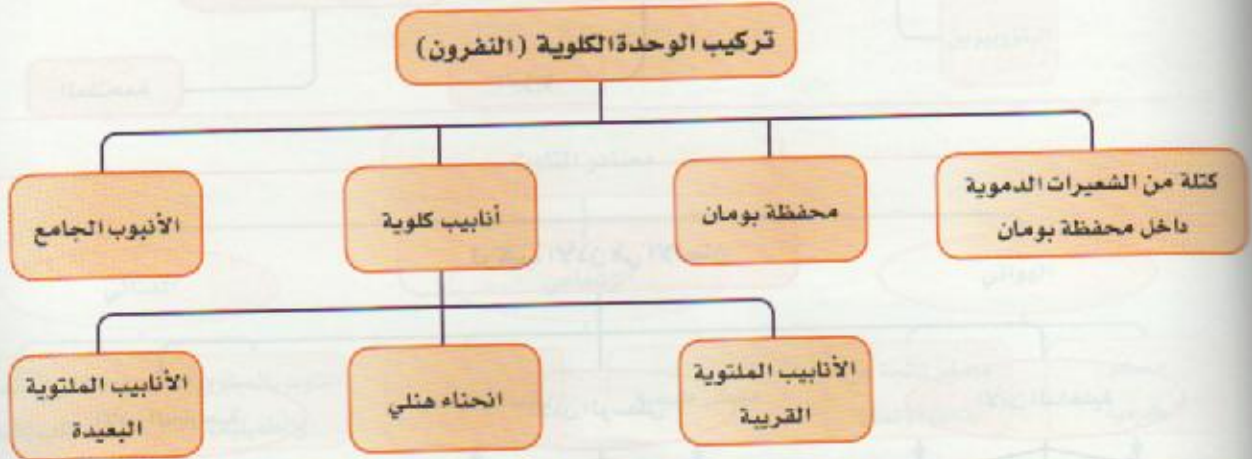 تركيب الوحدة الكلوية (النفرون)
كتلة من الشعيرات الدموية
داخل محفظة بومان
محفظة بومان
أنابيب كلوية
الأنبوب الجامع
الأنابيب الملتوية
القريبة
انحناء هنلي
الأنابيب الملتوية
البعيدة